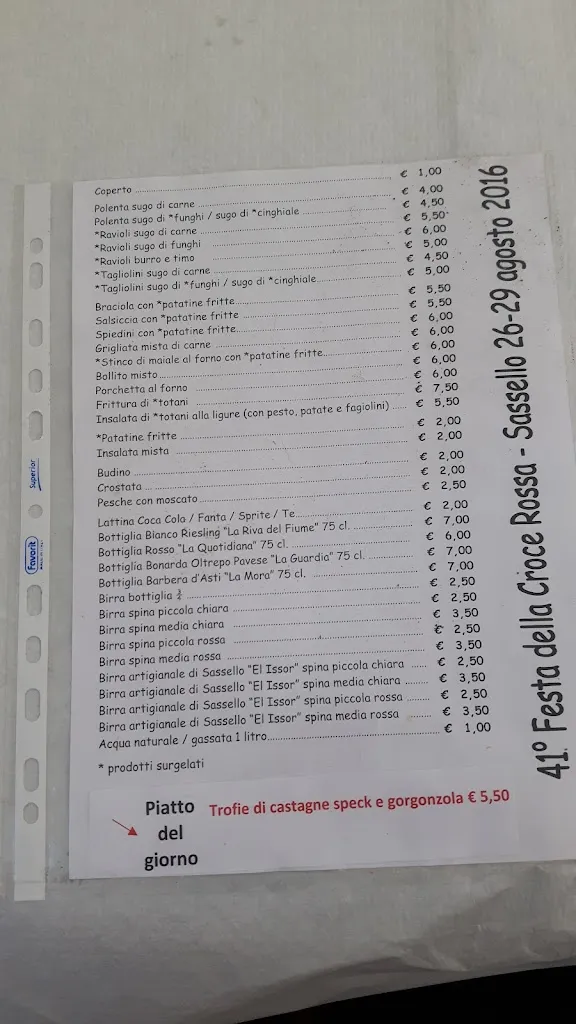 Coperto € 1,00
Polenta sugo di carne € 4,00
Polenta sugo di *funghi / sugo di *cinghiale € 4,50
*Ravioli sugo di carne € 5,50
*Ravioli sugo di funghi € 6,00
*Ravioli burro e timo € 5,00
*Tagliolini sugo di carne € 4,50
*Tagliolini sugo di *funghi / sugo di *cinghiale € 5,00
Braciola con *patatine fritte € 5,50
Salsiccia con *patatine fritte € 5,50
Spiedini con *patatine fritte € 6,00
Grigliata mista di carne € 6,00
*Stinco di maiale al forno con *patatine fritte € 6,00
Bollito misto € 6,00
Porchetta al forno € 6,00
Frittura di *totani € 7,50
Insalata di *totani alla ligure (con pesto, patate e fagiolini) € 5,50
*Patatine fritte € 2,00
Insalata mista € 2,00
Budino € 2,00
Crostata € 2,00
Pesche con moscato € 2,50
Lattina Coca Cola / Fanta / Sprite / Te € 2,00
Bottiglia Bianco Riesling "La Riva del Fiume" 75 cl. € 7,00
Bottiglia Rosso "La Quotidiana" 75 cl. € 6,00
Bottiglia Bonarda Oltrepo Pavese "La Guardia" 75 cl. € 7,00
Bottiglia Barbera d'Asti "La Mora" 75 cl. € 7,00
Birra bottiglia ¾ € 2,50
Birra spina piccola chiara € 2,50
Birra spina media chiara € 3,50
Birra spina piccola rossa € 2,50
Birra spina media rossa € 3,50
Birra artigianale di Sassello "El Issor" spina piccola chiara € 2,50
Birra artigianale di Sassello "El Issor" spina media chiara € 3,50
Birra artigianale di Sassello "El Issor" spina piccola rossa € 2,50
Birra artigianale di Sassello "El Issor" spina media rossa € 3,50
Acqua naturale / gassata 1 litro € 1,00
* prodotti surgelati
Piatto
del
giorno
Trofie di castagne speck e gorgonzola € 5,50
41° Festa della Croce Rossa - Sassello 26-29 agosto 2016
Superior
Favorit